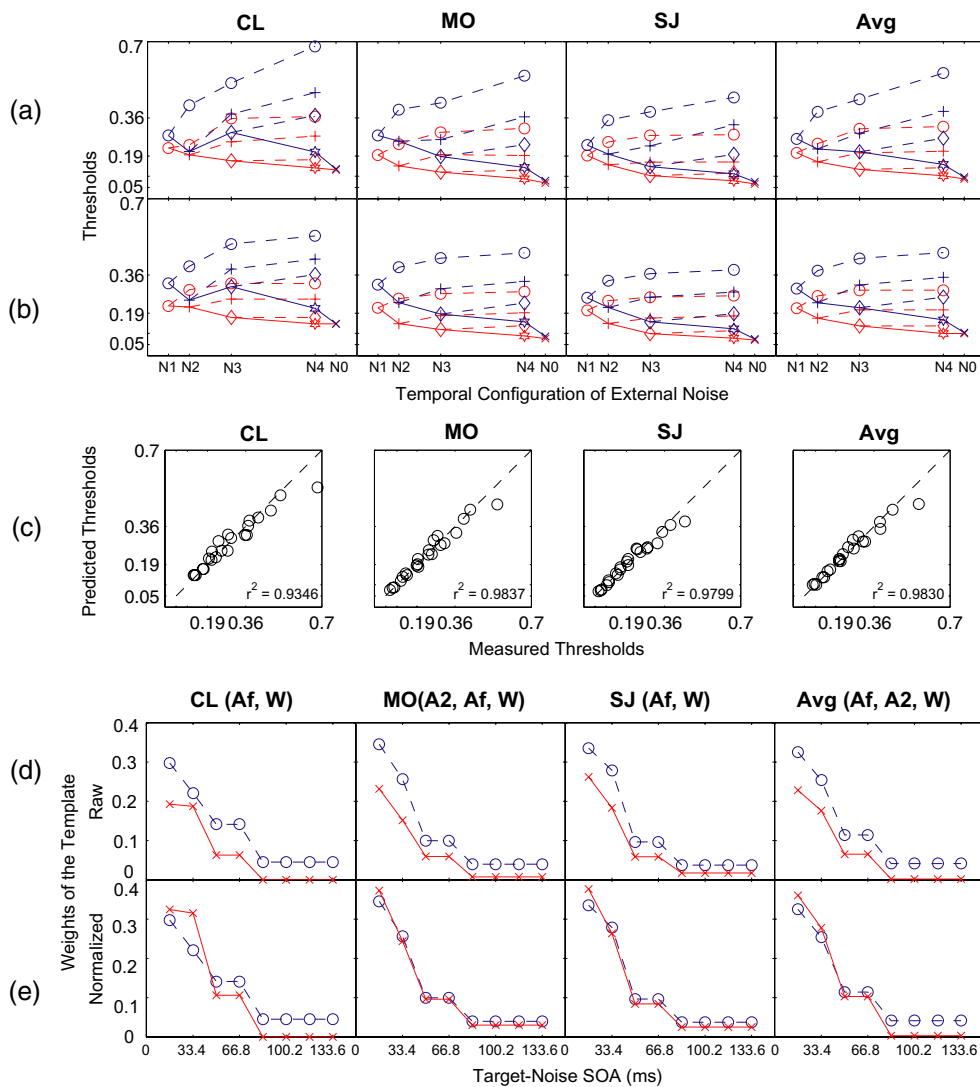 CL MO SJ Avg
(a)
0.7
0.36
0.19
0.05
Thresholds
(b)
0.7
0.36
0.19
0.05
N1 N2 N3 N4 N0 N1 N2 N3 N4 N0 N1 N2 N3 N4 N0 N1 N2 N3 N4 N0
Temporal Configuration of External Noise
CL MO SJ Avg
(c)
Predicted Thresholds
0.7
0.36
0.19
0.05
r2 = 0.9346 r2 = 0.9837 r2 = 0.9799 r2 = 0.9830
0.19 0.36 0.7 0.19 0.36 0.7 0.19 0.36 0.7 0.19 0.36 0.7
Measured Thresholds
CL (Af, W) MO(A2, Af, W) SJ (Af, W) Avg (Af, A2, W)
(d)
Weights of the Template
Raw
0.4
0.3
0.2
0.1
0
(e)
Normalized
0.4
0.3
0.2
0.1
0
0 33.4 66.8 100.2 133.6 0 33.4 66.8 100.2 133.6 0 33.4 66.8 100.2 133.6 0 33.4 66.8 100.2 133.6
Target-Noise SOA (ms)